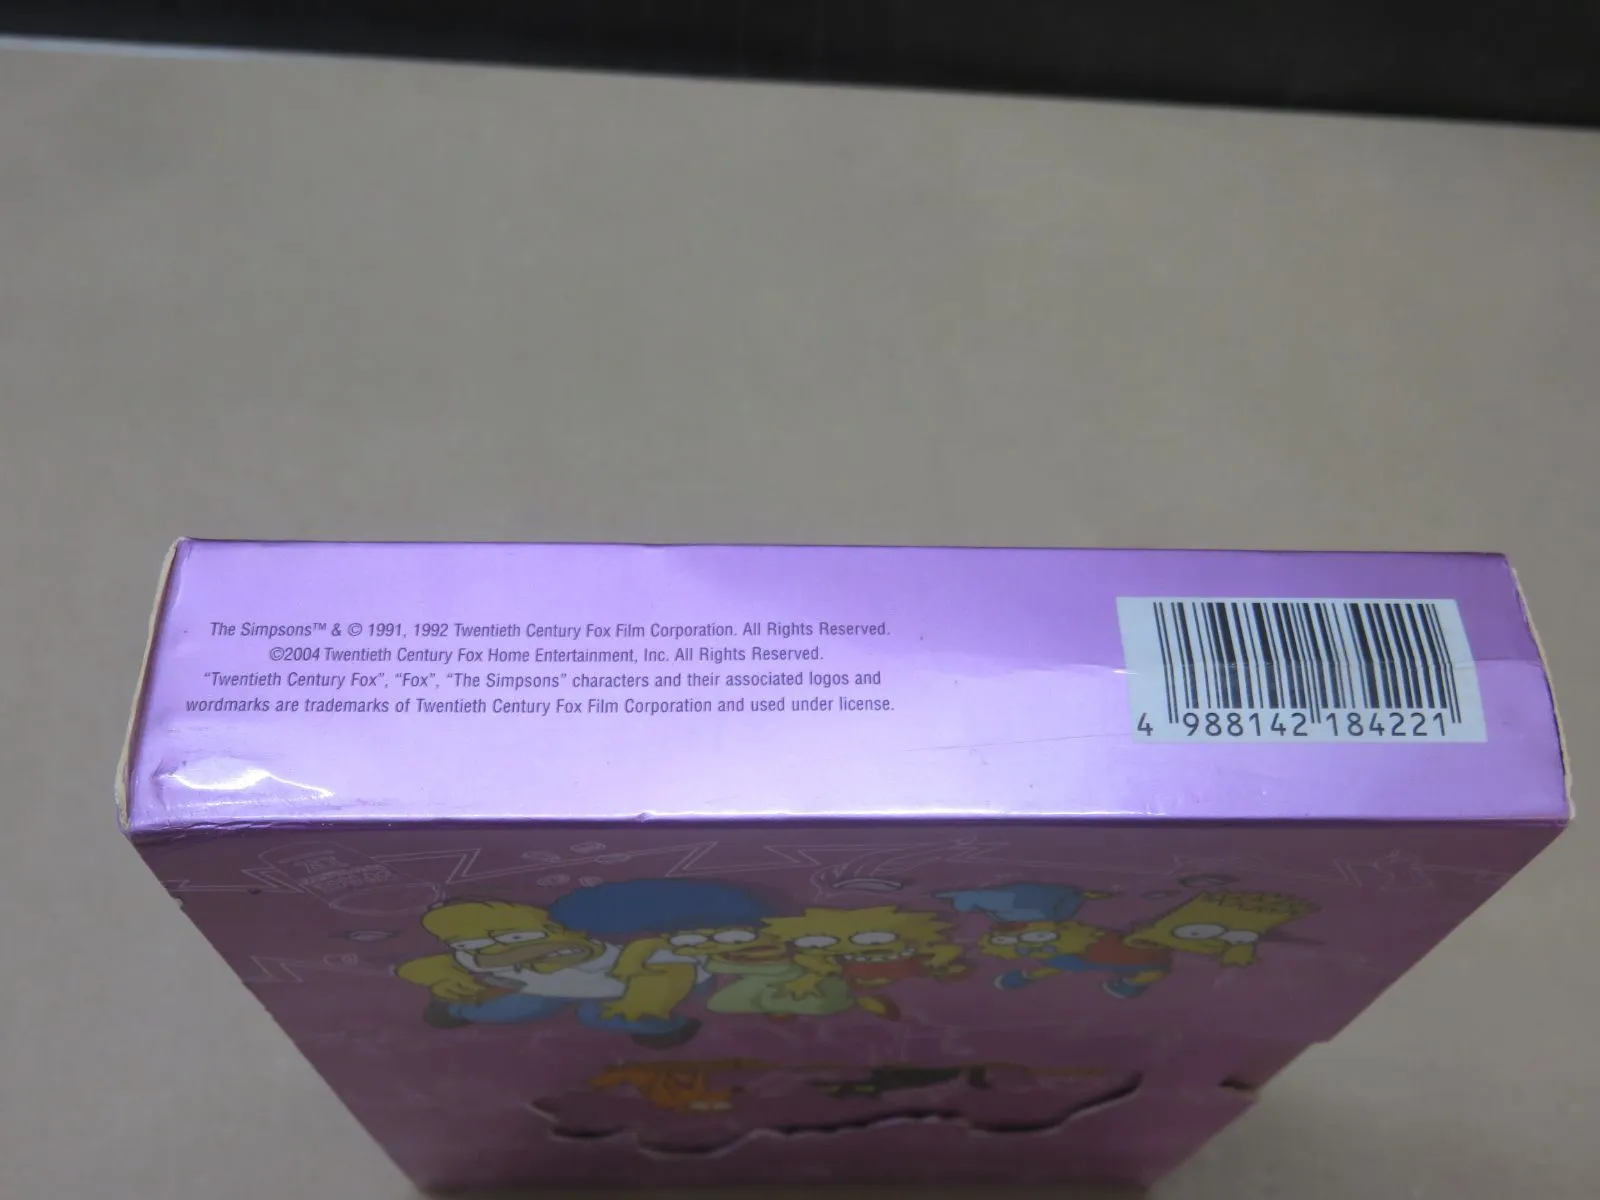 The Simpsons™ & © 1991, 1992 Twentieth Century Fox Film Corporation. All Rights Reserved.
©2004 Twentieth Century Fox Home Entertainment, Inc. All Rights Reserved.
“Twentieth Century Fox”, “Fox”, “The Simpsons” characters and their associated logos and
wordmarks are trademarks of Twentieth Century Fox Film Corporation and used under license.
4 988142 184221